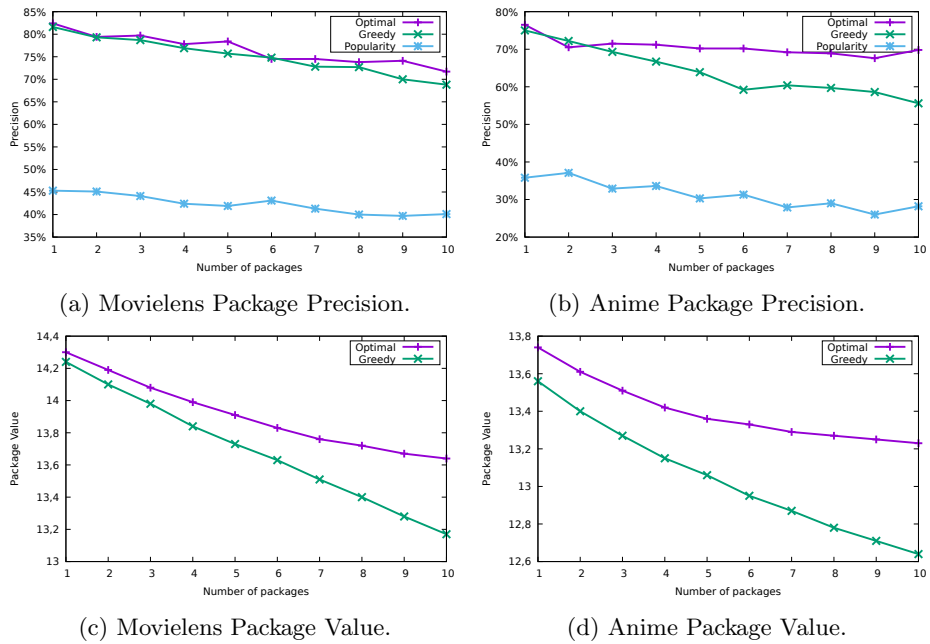 85%
80%
75%
70%
65%
60%
55%
50%
45%
40%
35%
Precision
1 2 3 4 5 6 7 8 9 10
Number of packages
Optimal
Greedy
Popularity
(a) Movielens Package Precision.
80%
70%
60%
50%
40%
30%
20%
Precision
1 2 3 4 5 6 7 8 9 10
Number of packages
Optimal
Greedy
Popularity
(b) Anime Package Precision.
14,4
14,2
14
13,8
13,6
13,4
13,2
13
Package Value
1 2 3 4 5 6 7 8 9 10
Number of packages
Optimal
Greedy
(c) Movielens Package Value.
13,8
13,6
13,4
13,2
13
12,8
12,6
Package Value
1 2 3 4 5 6 7 8 9 10
Number of packages
Optimal
Greedy
(d) Anime Package Value.